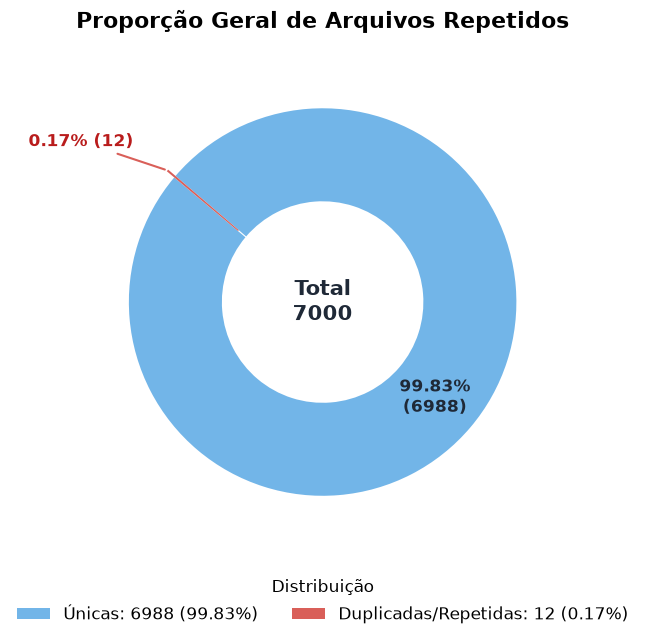 Proporção Geral de Arquivos Repetidos
0.17% (12)
Total
7000
99.83%
(6988)
Distribuição
Únicas: 6988 (99.83%)
Duplicadas/Repetidas: 12 (0.17%)